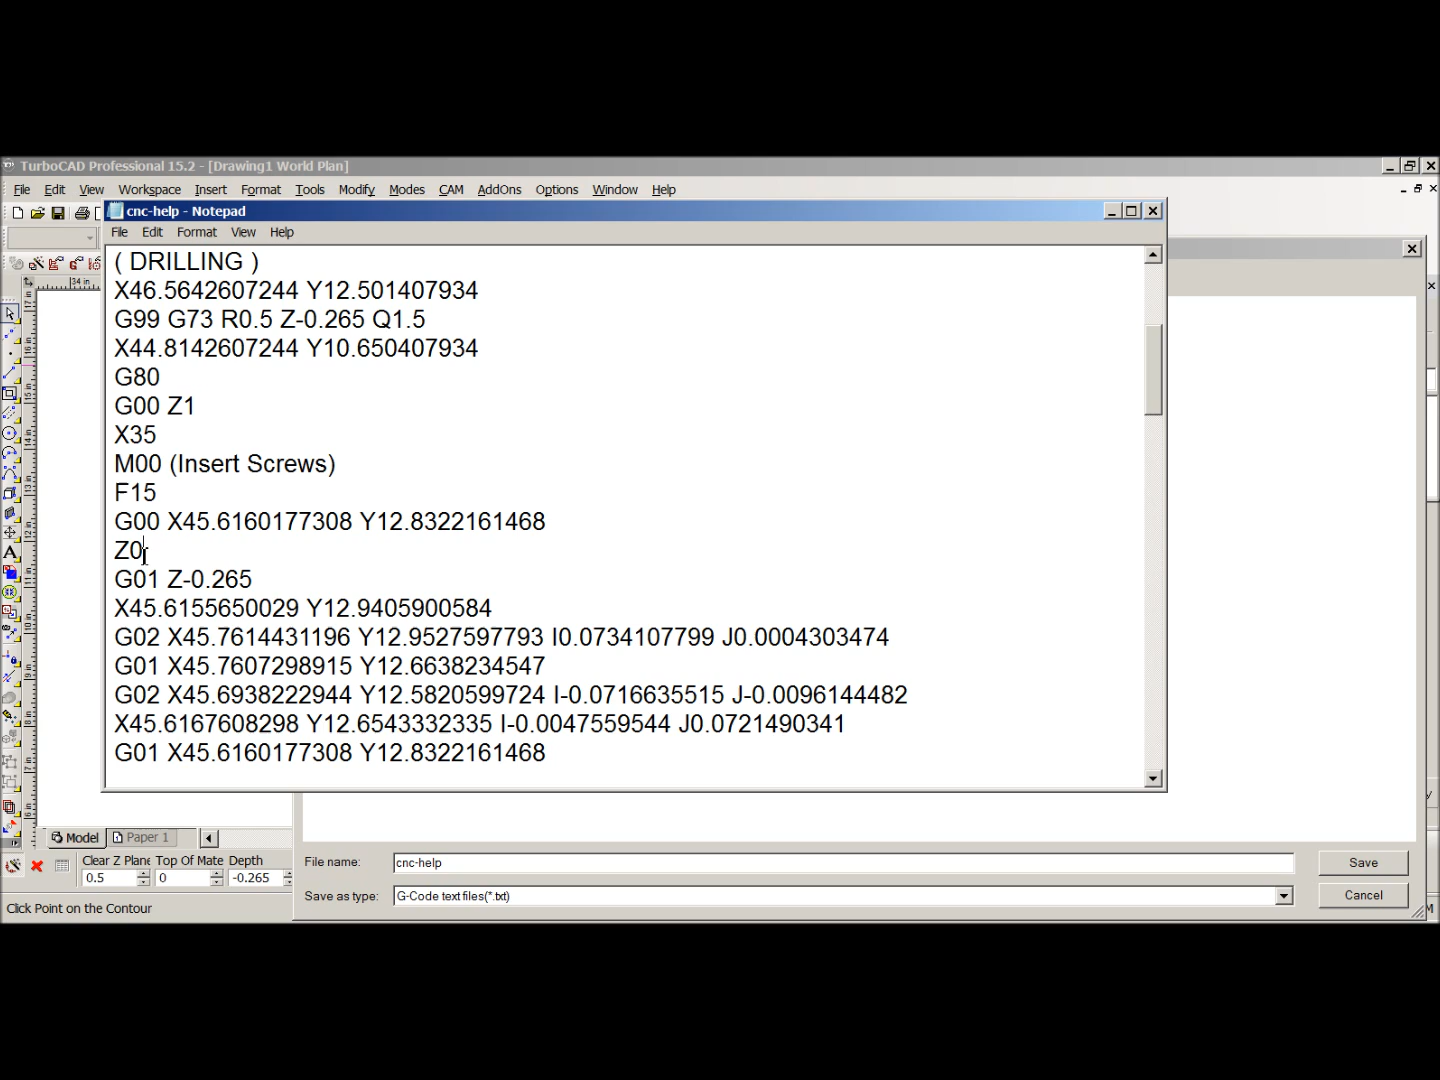 TurboCAD Professional 15.2 - [Drawing1 World Plan]
File Edit View Workspace Insert Format Tools Modify Modes CAM AddOns Options Window Help
cnc-help - Notepad
File Edit Format View Help
34 in
( DRILLING )
X46.5642607244 Y12.501407934
G99 G73 R0.5 Z-0.265 Q1.5
X44.8142607244 Y10.650407934
G80
G00 Z1
X35
M00 (Insert Screws)
F15
G00 X45.6160177308 Y12.8322161468
Z0
G01 Z-0.265
X45.6155650029 Y12.9405900584
G02 X45.7614431196 Y12.9527597793 I0.0734107799 J0.0004303474
G01 X45.7607298915 Y12.6638234547
G02 X45.6938222944 Y12.5820599724 I-0.0716635515 J-0.0096144482
X45.6167608298 Y12.6543332335 I-0.0047559544 J0.0721490341
G01 X45.6160177308 Y12.8322161468
Model Paper 1
Clear Z Plane Top Of Mate Depth
0.5 0 -0.265
Click Point on the Contour
File name: cnc-help Save
Save as type: G-Code text files(*.txt) Cancel